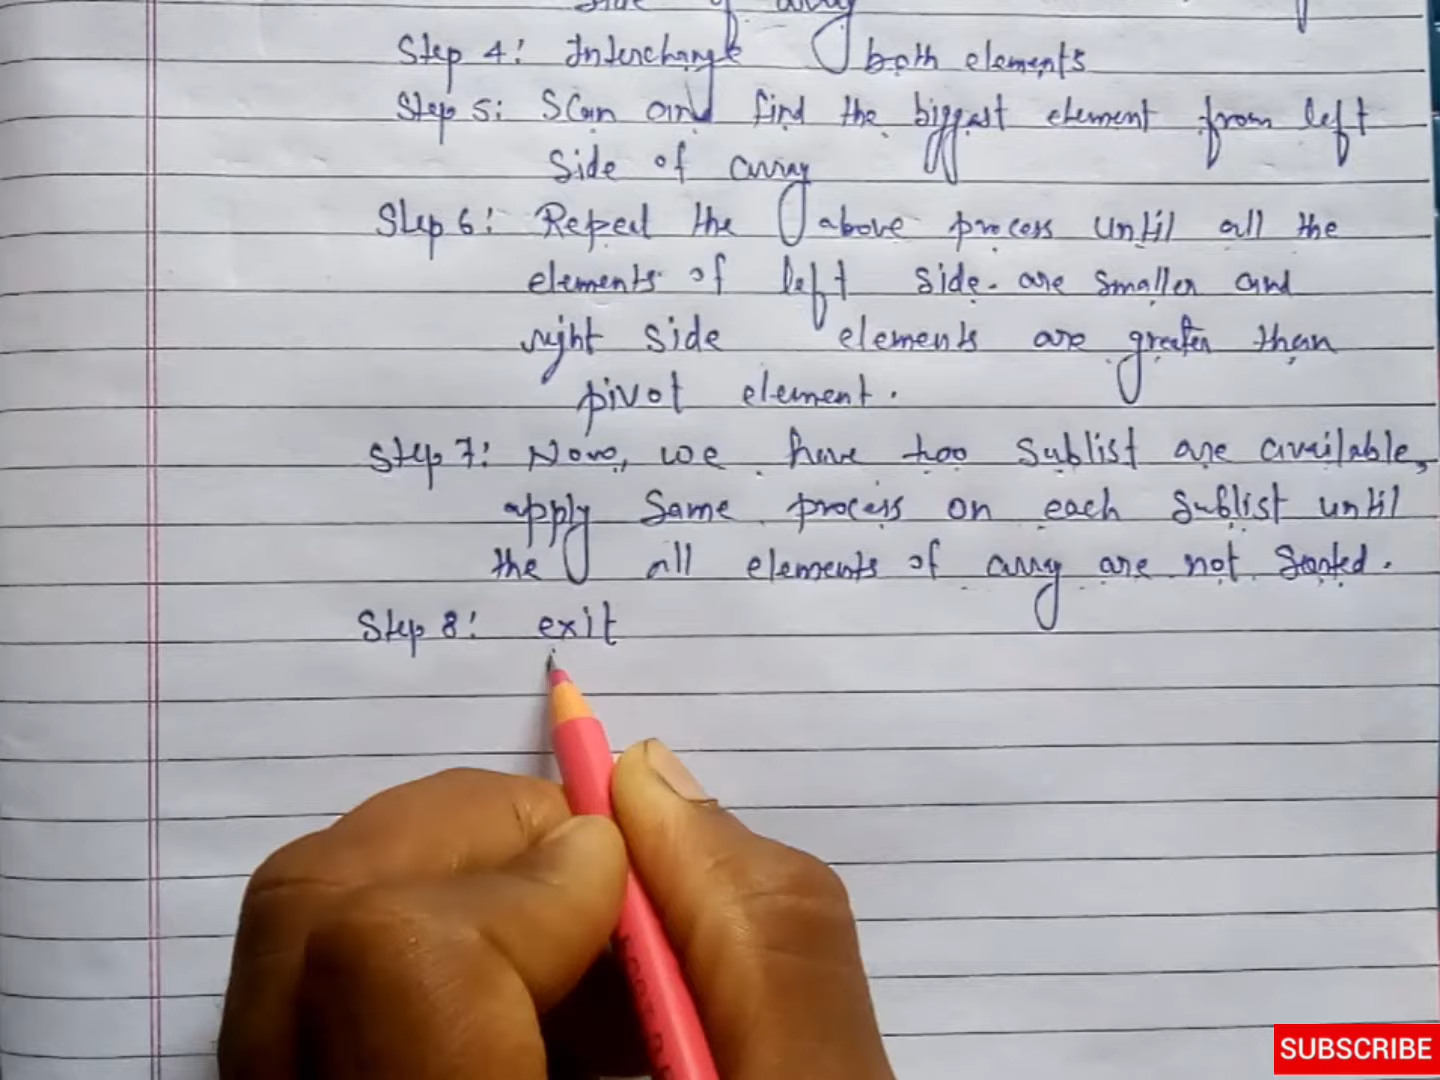 side of array
Step 4: Interchange both elements
Step 5: Scan and find the biggest element from left
side of array
Step 6: Repeat the above process until all the
elements of left side are smaller and
right side elements are greater than
pivot element.
Step 7: Now, we have two sublist are available,
apply same process on each sublist until
the all elements of array are not sorted.
Step 8: exit
SUBSCRIBE